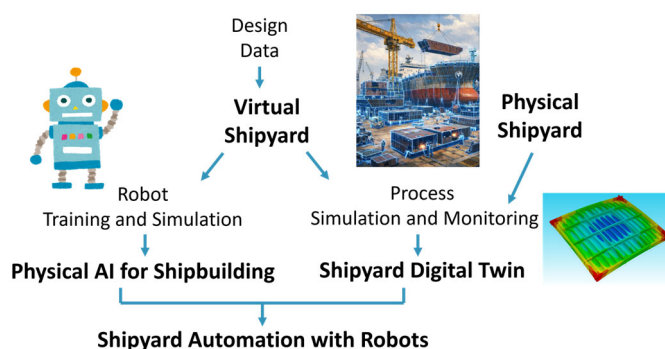 Design
Data
Virtual
Shipyard
Physical
Shipyard
Robot
Training and Simulation
Process
Simulation and Monitoring
Physical AI for Shipbuilding
Shipyard Digital Twin
Shipyard Automation with Robots